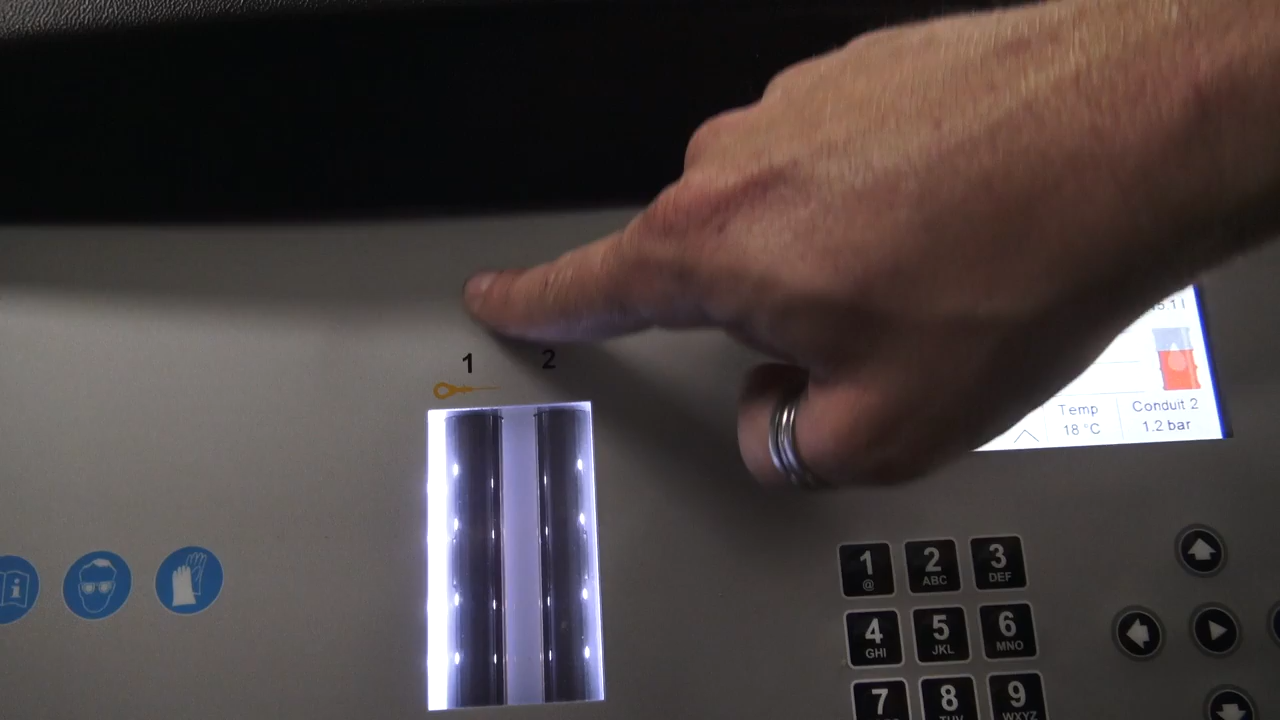 1 2
Temp Conduit 2
18 °C 1.2 bar
1 2 3
@ ABC DEF
4 5 6
GHI JKL MNO
7 8 9
WXYZ